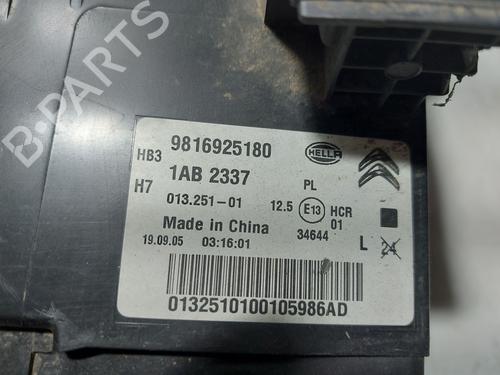 B-PARTS
9816925180
HELLA
HB3
1AB 2337
H7
PL
013.251-01
12.5 E13 HCR
01
Made in China
34644
19.09.05 03:16:01
L 24
0132510100105986AD